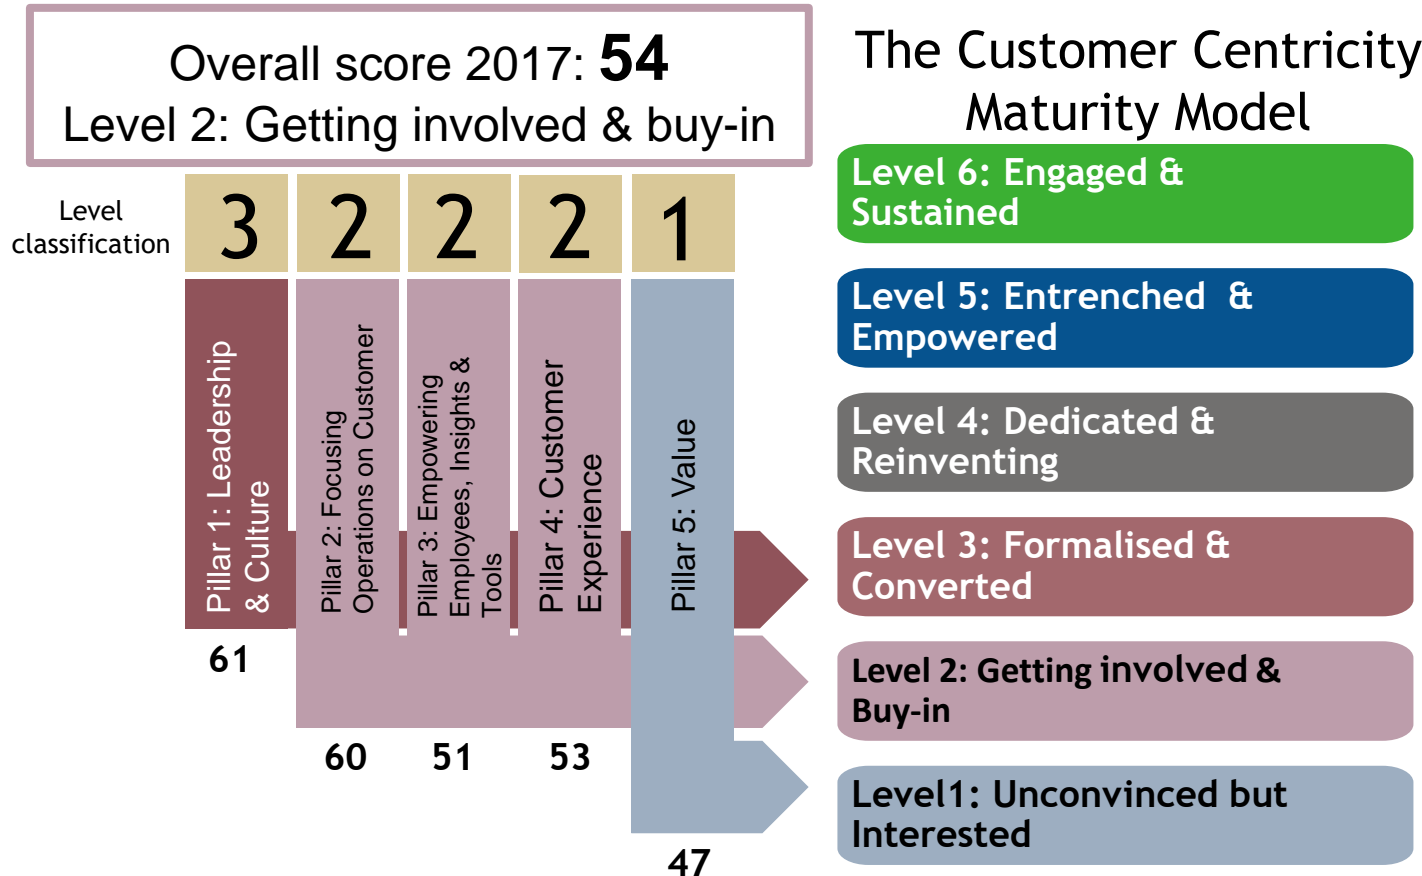 Overall score 2017: 54
Level 2: Getting involved & buy-in
The Customer Centricity
Maturity Model
Level
classification
3
2
2
2
1
Pillar 1: Leadership
& Culture
Pillar 2: Focusing
Operations on Customer
Pillar 3: Empowering
Employees, Insights &
Tools
Pillar 4: Customer
Experience
Pillar 5: Value
61
60
51
53
47
Level 6: Engaged &
Sustained
Level 5: Entrenched &
Empowered
Level 4: Dedicated &
Reinventing
Level 3: Formalised &
Converted
Level 2: Getting involved &
Buy-in
Level1: Unconvinced but
Interested